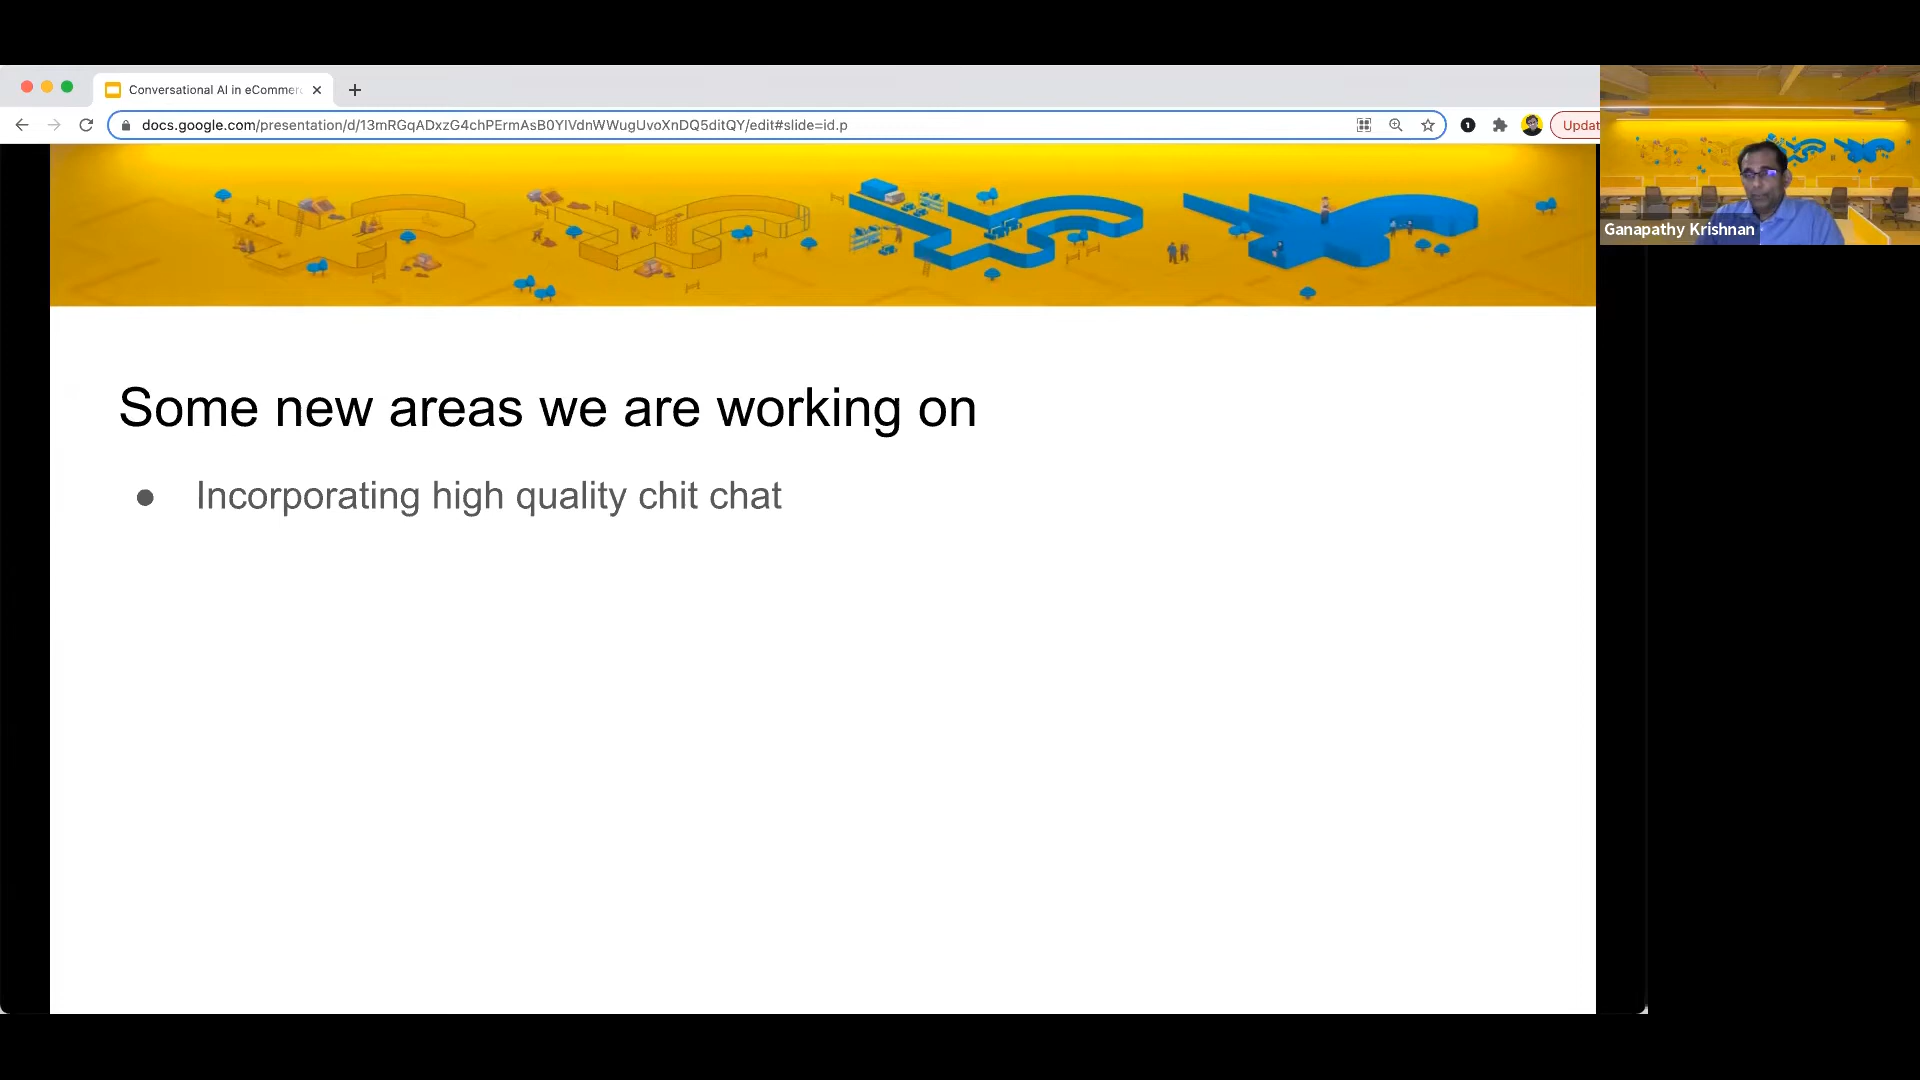 Conversational AI in eCommerc
docs.google.com/presentation/d/13mRGqADxzG4chPErmAsB0YIVdnWWugUvoXnDQ5ditQY/edit#slide=id.p
Updat
Ganapathy Krishnan
Some new areas we are working on
● Incorporating high quality chit chat